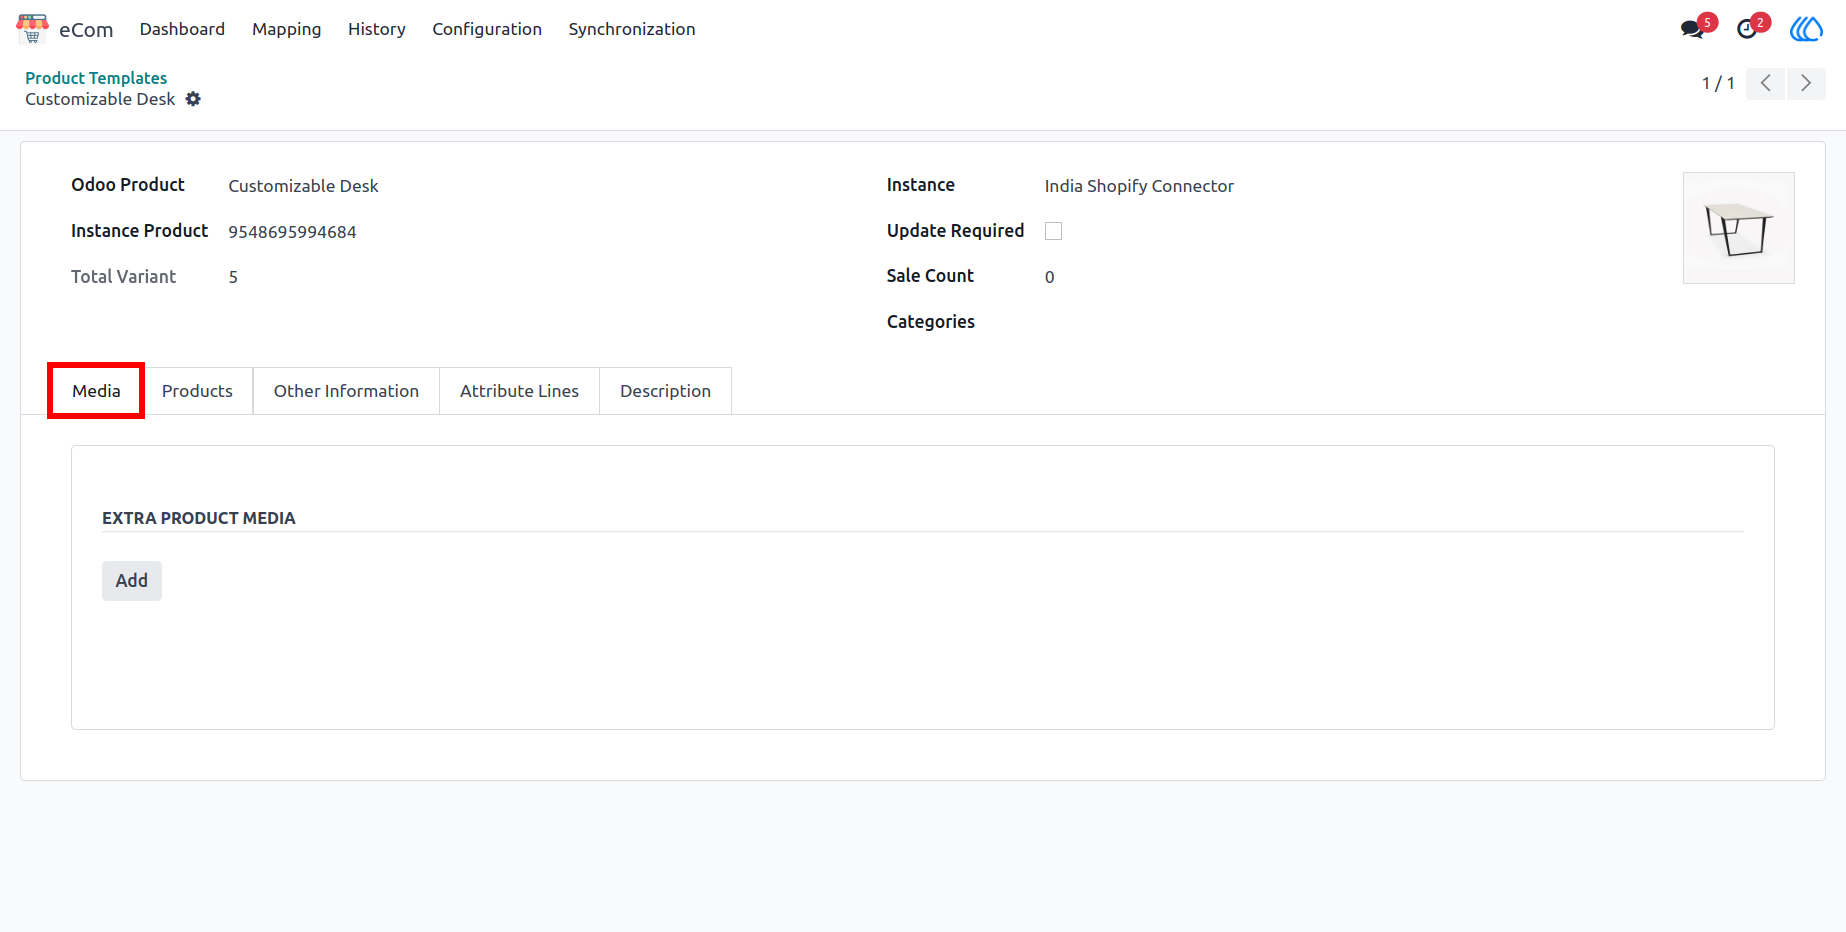 eCom Dashboard Mapping History Configuration Synchronization 5 2
Product Templates
Customizable Desk
1 / 1
Odoo Product Customizable Desk
Instance Product 9548695994684
Total Variant 5
Instance India Shopify Connector
Update Required
Sale Count 0
Categories
Media Products Other Information Attribute Lines Description
EXTRA PRODUCT MEDIA
Add